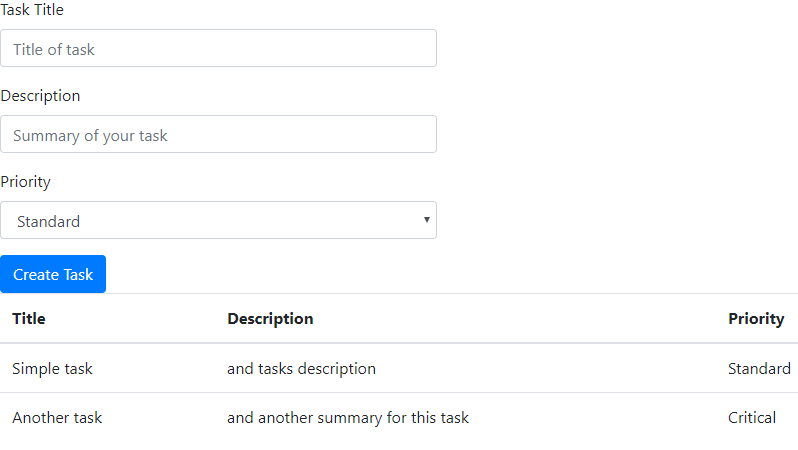 Task Title
Title of task
Description
Summary of your task
Priority
Standard
Create Task
Title Description Priority
Simple task and tasks description Standard
Another task and another summary for this task Critical